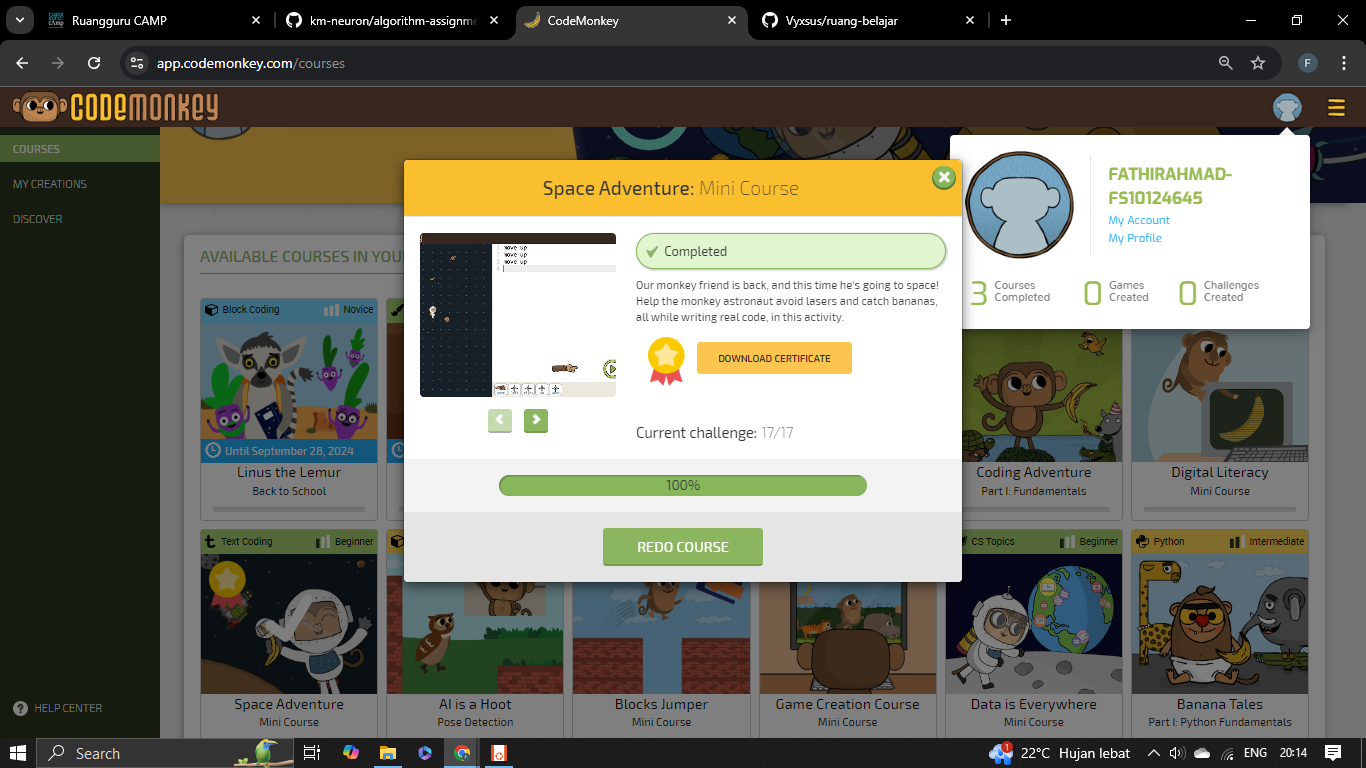 Ruangguru CAMP
km-neuron/algorithm-assignme
CodeMonkey
Vyxsus/ruang-belajar
app.codemonkey.com/courses
F
CODEMONKEY
COURSES
MY CREATIONS
DISCOVER
HELP CENTER
FATHIRAHMAD-
FS10124645
My Account
My Profile
3 Courses Completed
0 Games Created
0 Challenges Created
AVAILABLE COURSES IN YOU
Space Adventure: Mini Course
move up
move up
move up
Completed
Our monkey friend is back, and this time he's going to space!
Help the monkey astronaut avoid lasers and catch bananas,
all while writing real code, in this activity.
DOWNLOAD CERTIFICATE
Current challenge: 17/17
100%
REDO COURSE
Block Coding Novice
Until September 28, 2024
Linus the Lemur
Back to School
Coding Adventure
Part I: Fundamentals
Digital Literacy
Mini Course
Text Coding Beginner
Space Adventure
Mini Course
AI is a Hoot
Pose Detection
Blocks Jumper
Mini Course
Game Creation Course
Mini Course
CS Topics Beginner
Data is Everywhere
Mini Course
Python Intermediate
Banana Tales
Part I: Python Fundamentals
Search
1
22°C Hujan lebat
ENG
20:14